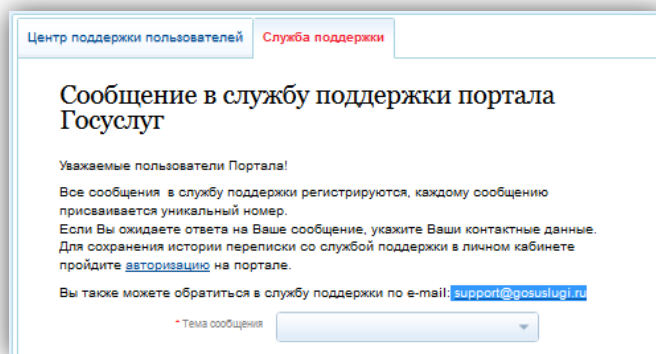 Центр поддержки пользователей
Служба поддержки
Сообщение в службу поддержки портала
Госуслуг
Уважаемые пользователи Портала!
Все сообщения в службу поддержки регистрируются, каждому сообщению
присваивается уникальный номер.
Если Вы ожидаете ответа на Ваше сообщение, укажите Ваши контактные данные.
Для сохранения истории переписки со службой поддержки в личном кабинете
пройдите авторизацию на портале.
Вы также можете обратиться в службу поддержки по e-mail: support@gosuslugi.ru
* Тема сообщения